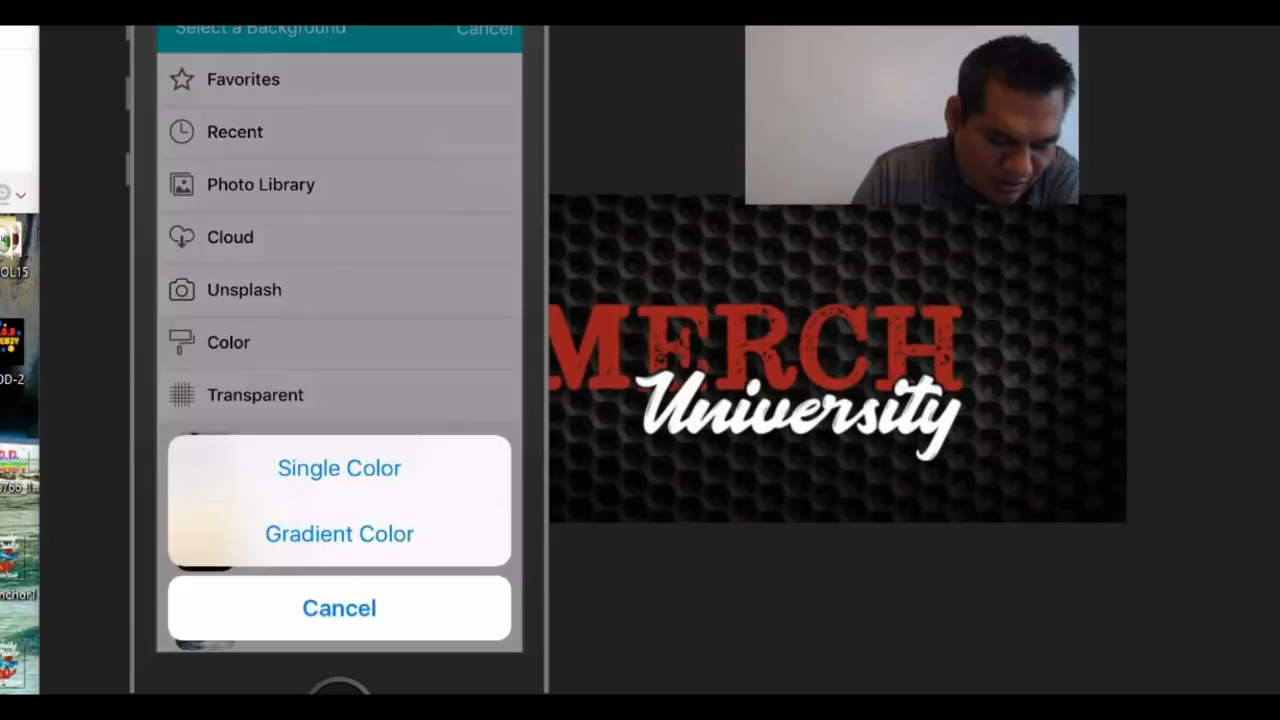 Select a Background
Cancel
Favorites
Recent
Photo Library
Cloud
Unsplash
Color
Transparent
Single Color
Gradient Color
Cancel
MERCH
University
OL15
DD-2